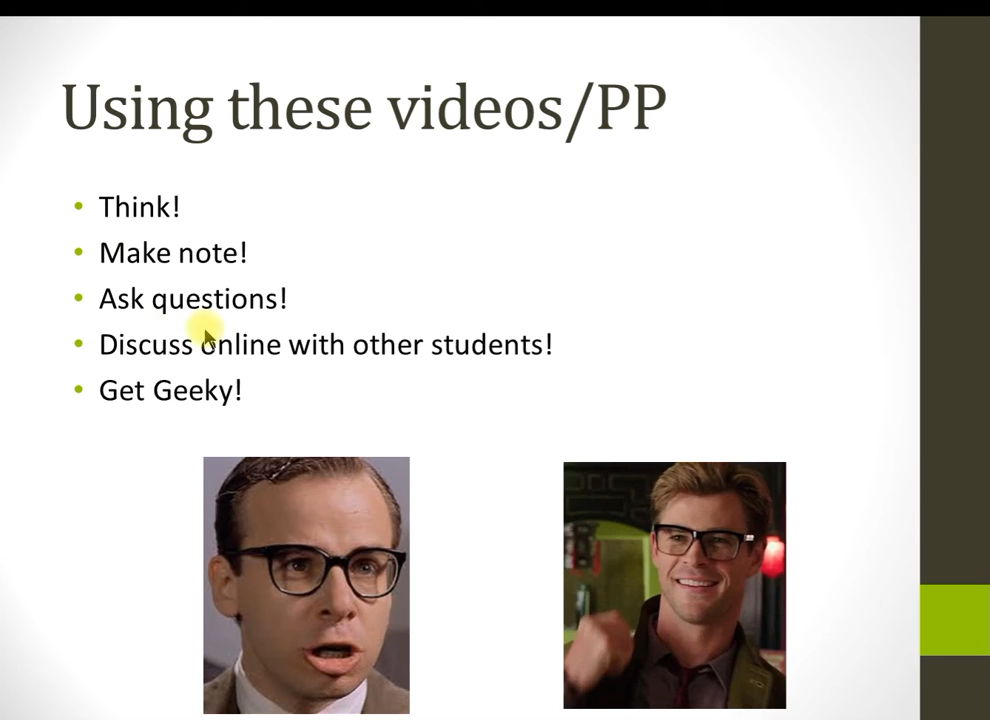 Using these videos/PP
Think!
Make note!
Ask questions!
Discuss online with other students!
Get Geeky!